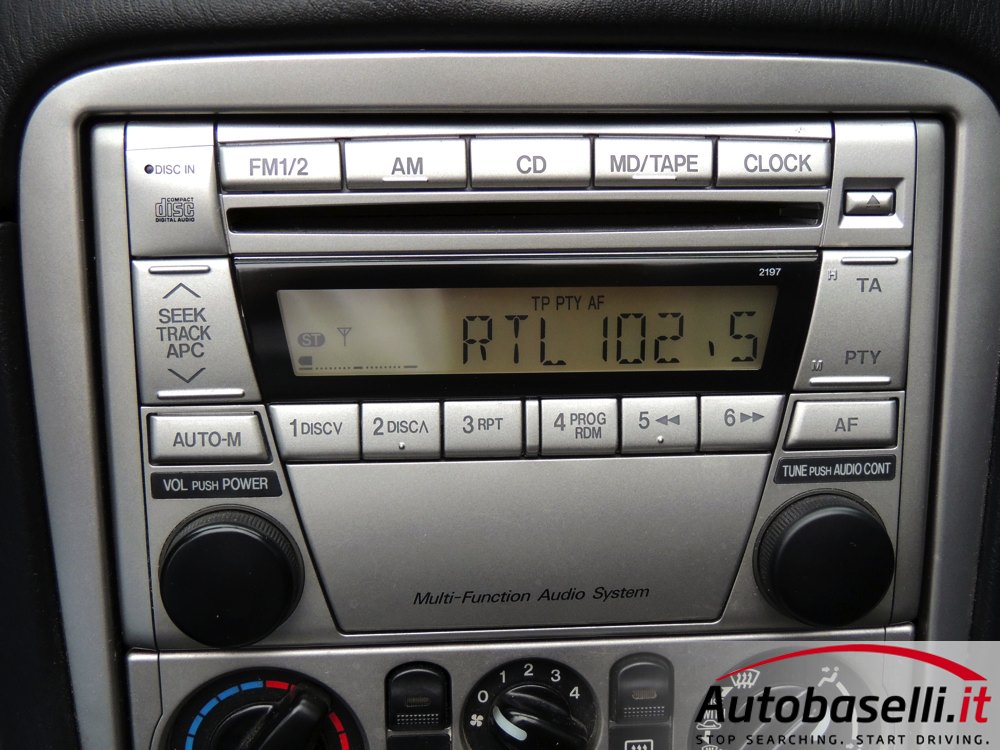 DISC IN
COMPACT
disc
DIGITAL AUDIO
FM1/2
AM
CD
MD/TAPE
CLOCK
2197
SEEK
TRACK
APC
TP PTY AF
ST
RTL 102.5
H
TA
M
PTY
AUTO-M
1 DISC∨
2 DISC∧
3 RPT
4 PROG
RDM
5 ◀◀
6 ▶▶
AF
VOL PUSH POWER
TUNE PUSH AUDIO CONT
Multi-Function Audio System
0 1 2 3 4
Autobaselli.it
STOP SEARCHING. START DRIVING.